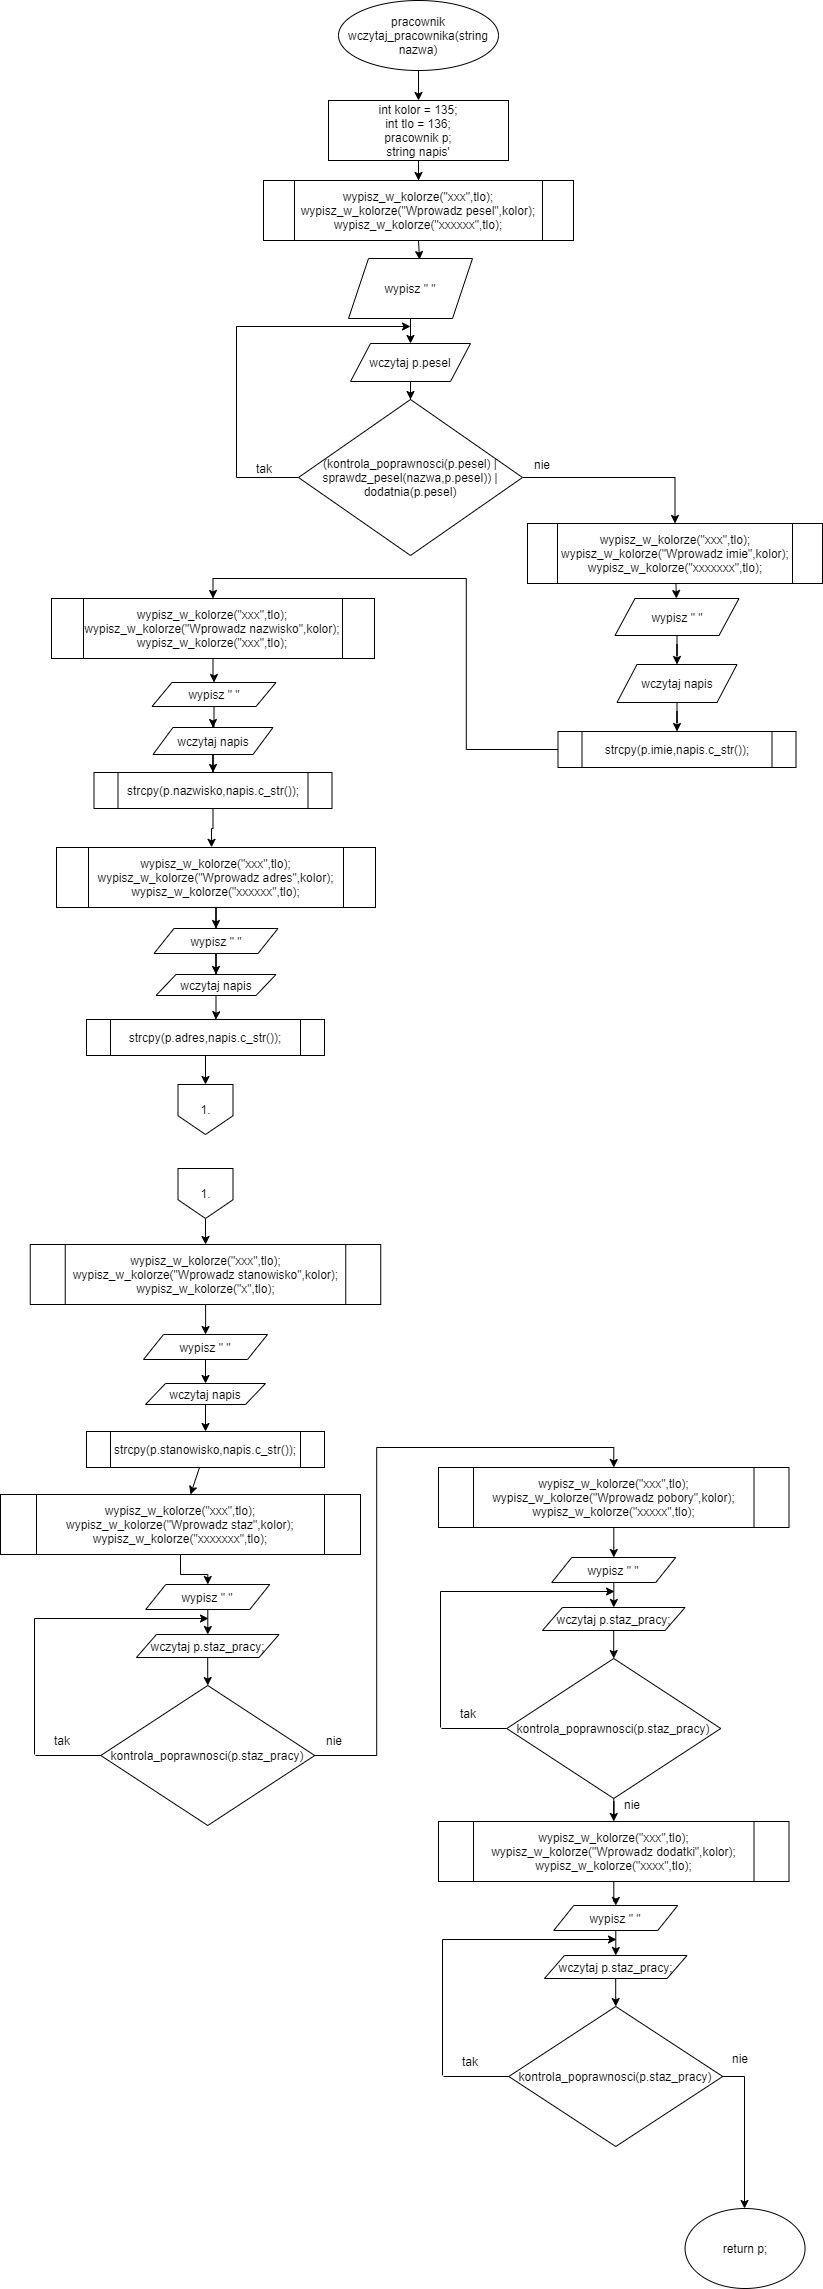 pracownik
wczytaj_pracownika(string
nazwa)
int kolor = 135;
int tlo = 136;
pracownik p;
string napis'
wypisz_w_kolorze("xxx",tlo);
wypisz_w_kolorze("Wprowadz pesel",kolor);
wypisz_w_kolorze("xxxxxx",tlo);
wypisz " "
wczytaj p.pesel
(kontrola_poprawnosci(p.pesel) |
sprawdz_pesel(nazwa,p.pesel)) |
dodatnia(p.pesel)
tak
nie
wypisz_w_kolorze("xxx",tlo);
wypisz_w_kolorze("Wprowadz imie",kolor);
wypisz_w_kolorze("xxxxxxx",tlo);
wypisz " "
wczytaj napis
strcpy(p.imie,napis.c_str());
wypisz_w_kolorze("xxx",tlo);
wypisz_w_kolorze("Wprowadz nazwisko",kolor);
wypisz_w_kolorze("xxx",tlo);
wypisz " "
wczytaj napis
strcpy(p.nazwisko,napis.c_str());
wypisz_w_kolorze("xxx",tlo);
wypisz_w_kolorze("Wprowadz adres",kolor);
wypisz_w_kolorze("xxxxxx",tlo);
wypisz " "
wczytaj napis
strcpy(p.adres,napis.c_str());
1.
1.
wypisz_w_kolorze("xxx",tlo);
wypisz_w_kolorze("Wprowadz stanowisko",kolor);
wypisz_w_kolorze("x",tlo);
wypisz " "
wczytaj napis
strcpy(p.stanowisko,napis.c_str());
wypisz_w_kolorze("xxx",tlo);
wypisz_w_kolorze("Wprowadz staz",kolor);
wypisz_w_kolorze("xxxxxxx",tlo);
wypisz " "
wczytaj p.staz_pracy;
kontrola_poprawnosci(p.staz_pracy)
tak
nie
wypisz_w_kolorze("xxx",tlo);
wypisz_w_kolorze("Wprowadz pobory",kolor);
wypisz_w_kolorze("xxxxx",tlo);
wypisz " "
wczytaj p.staz_pracy;
kontrola_poprawnosci(p.staz_pracy)
tak
nie
wypisz_w_kolorze("xxx",tlo);
wypisz_w_kolorze("Wprowadz dodatki",kolor);
wypisz_w_kolorze("xxxx",tlo);
wypisz " "
wczytaj p.staz_pracy;
kontrola_poprawnosci(p.staz_pracy)
tak
nie
return p;